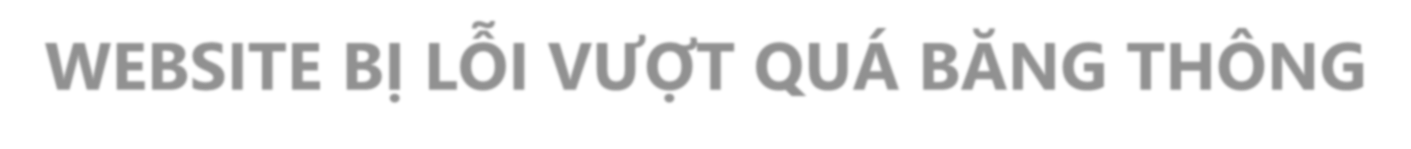 WEBSITE BỊ LỖI VƯỢT QUÁ BĂNG THÔNG